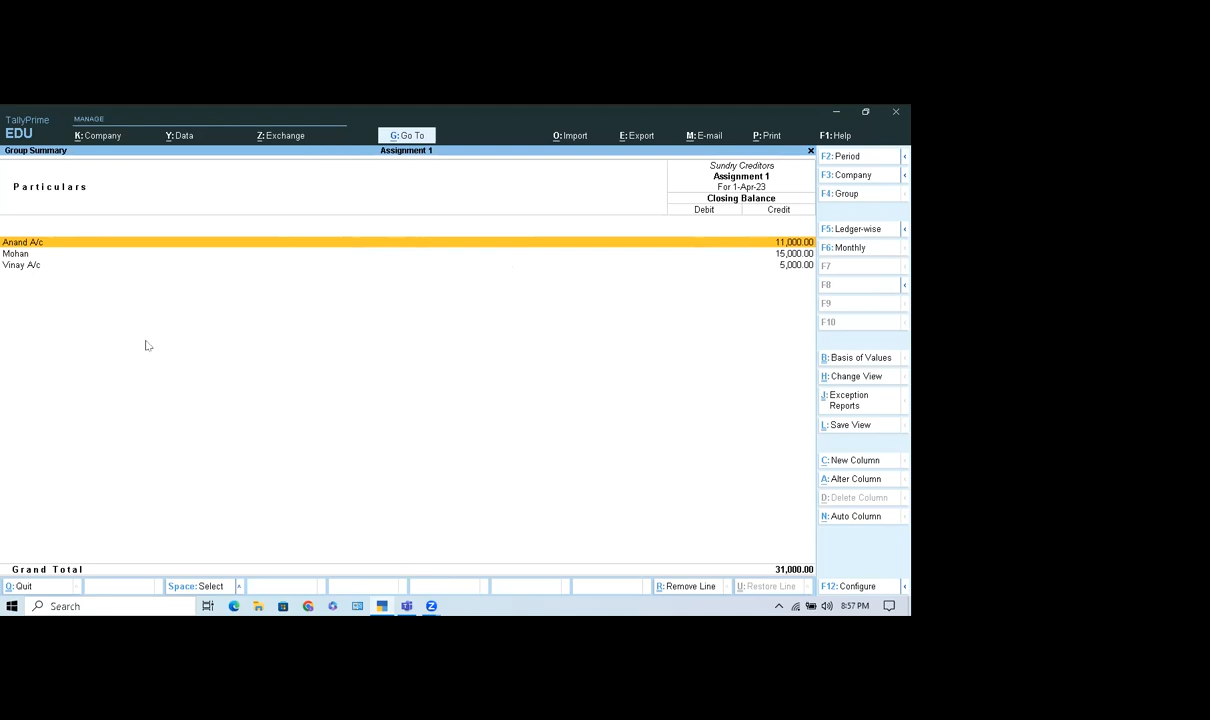 TallyPrime
EDU
MANAGE
K: Company
Y: Data
Z: Exchange
G: Go To
O: Import
E: Export
M: E-mail
P: Print
F1: Help
Group Summary
Assignment 1
Particulars
Sundry Creditors
Assignment 1
For 1-Apr-23
Closing Balance
Debit Credit
Anand A/c 11,000.00
Mohan 15,000.00
Vinay A/c 5,000.00
Grand Total 31,000.00
F2: Period
F3: Company
F4: Group
F5: Ledger-wise
F6: Monthly
F7
F8
F9
F10
B: Basis of Values
H: Change View
J: Exception
Reports
L: Save View
C: New Column
A: Alter Column
D: Delete Column
N: Auto Column
Q: Quit
Space: Select
R: Remove Line
U: Restore Line
F12: Configure
Search
8:57 PM